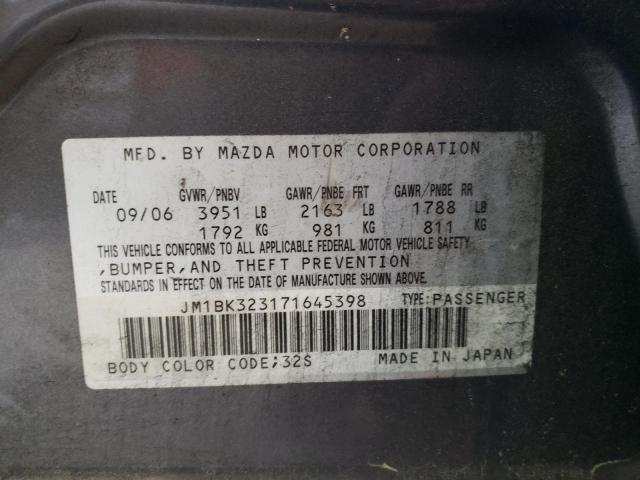 MFD. BY MAZDA MOTOR CORPORATION
DATE GVWR/PNBV GAWR/PNBE FRT GAWR/PNBE RR
09/06 3951 LB 2163 LB 1788 LB
1792 KG 981 KG 811 KG
THIS VEHICLE CONFORMS TO ALL APPLICABLE FEDERAL MOTOR VEHICLE SAFETY
,BUMPER,AND THEFT PREVENTION
STANDARDS IN EFFECT ON THE DATE OF MANUFACTURE SHOWN ABOVE.
JM1BK323171645398 TYPE:PASSENGER
BODY COLOR CODE;32S MADE IN JAPAN